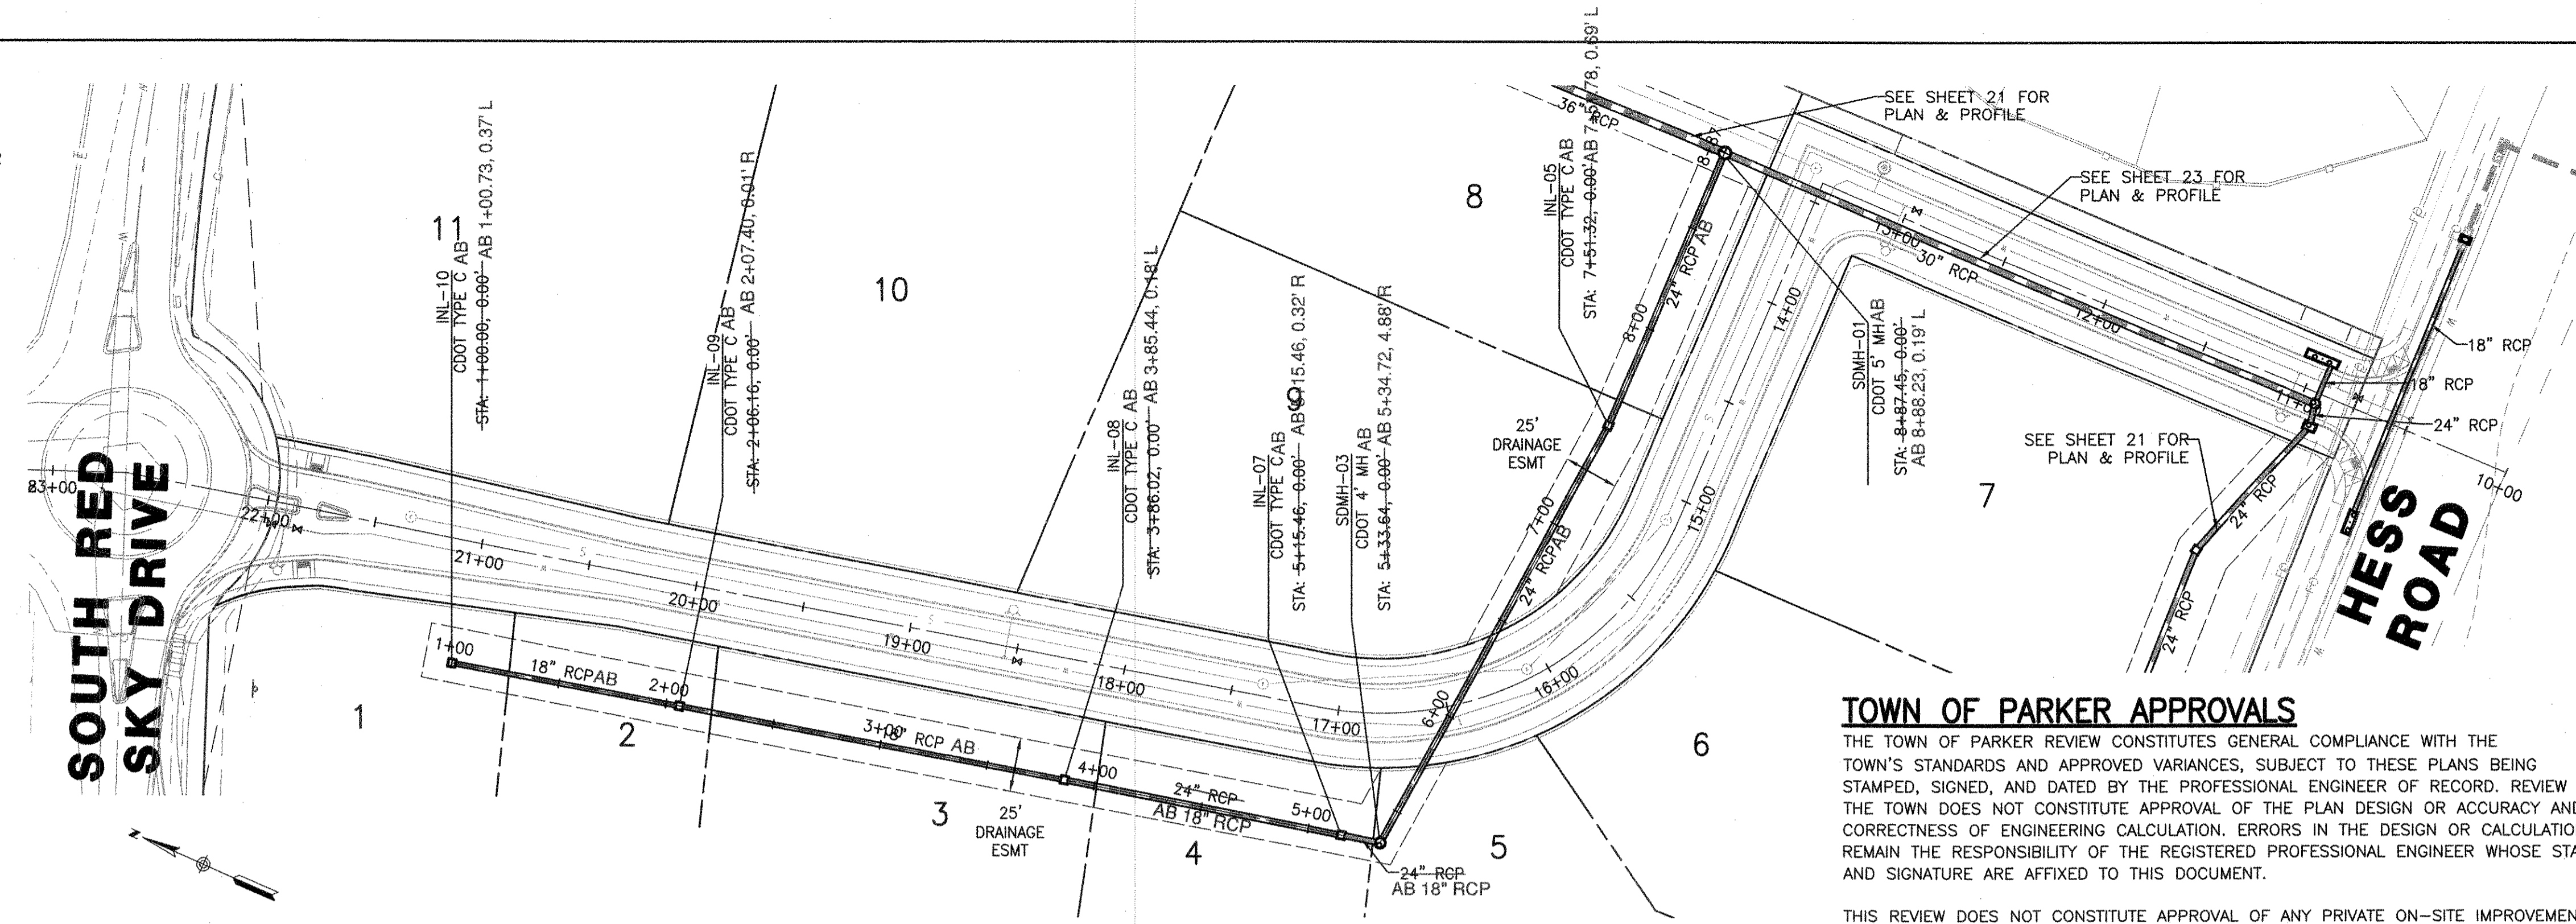 SOUTH RED
SKY DRIVE
HESS
ROAD
11
INL-10
CDOT TYPE C AB
STA: 1+00.00, 0.00' AB 1+00.73, 0.37' L
INL-09
CDOT TYPE C AB
STA: 2+06.16, 0.00' AB 2+07.40, 0.01' R
10
INL-08
CDOT TYPE C AB
STA: 3+86.02, 0.00' AB 3+85.44, 0.18' L
9
INL-07
CDOT TYPE C AB
STA: 5+15.46, 0.00' AB 5+15.46, 0.32' R
SDMH-03
CDOT 4' MH AB
STA: 5+33.64, 0.00' AB 5+34.72, 4.88' R
8
INL-05
CDOT TYPE C AB
STA: 7+51.32, 0.00' AB
0.69' L
SDMH-01
CDOT 5' MH AB
STA: 8+87.45, 0.00'
AB 8+88.23, 0.19' L
36" RCP
SEE SHEET 21 FOR
PLAN & PROFILE
SEE SHEET 23 FOR
PLAN & PROFILE
24" RCP AB
8+00
25'
DRAINAGE
ESMT
7+00
24" RCP AB
6+00
13+00
30" RCP
12+00
14+00
15+00
16+00
17+00
18+00
19+00
20+00
21+00
22+00
23+00
18" RCP
18" RCP
24" RCP
10+00
SEE SHEET 21 FOR
PLAN & PROFILE
24" RCP
24" RCP
7
1+00
18" RCP AB
2+00
3+00
18" RCP AB
4+00
24" RCP
AB 18" RCP
5+00
24" RCP
AB 18" RCP
25'
DRAINAGE
ESMT
1
2
3
4
5
6
N
TOWN OF PARKER APPROVALS
THE TOWN OF PARKER REVIEW CONSTITUTES GENERAL COMPLIANCE WITH THE
TOWN'S STANDARDS AND APPROVED VARIANCES, SUBJECT TO THESE PLANS BEING
STAMPED, SIGNED, AND DATED BY THE PROFESSIONAL ENGINEER OF RECORD. REVIEW
THE TOWN DOES NOT CONSTITUTE APPROVAL OF THE PLAN DESIGN OR ACCURACY AND
CORRECTNESS OF ENGINEERING CALCULATION. ERRORS IN THE DESIGN OR CALCULATIO
REMAIN THE RESPONSIBILITY OF THE REGISTERED PROFESSIONAL ENGINEER WHOSE STA
AND SIGNATURE ARE AFFIXED TO THIS DOCUMENT.
THIS REVIEW DOES NOT CONSTITUTE APPROVAL OF ANY PRIVATE ON-SITE IMPROVEMEN